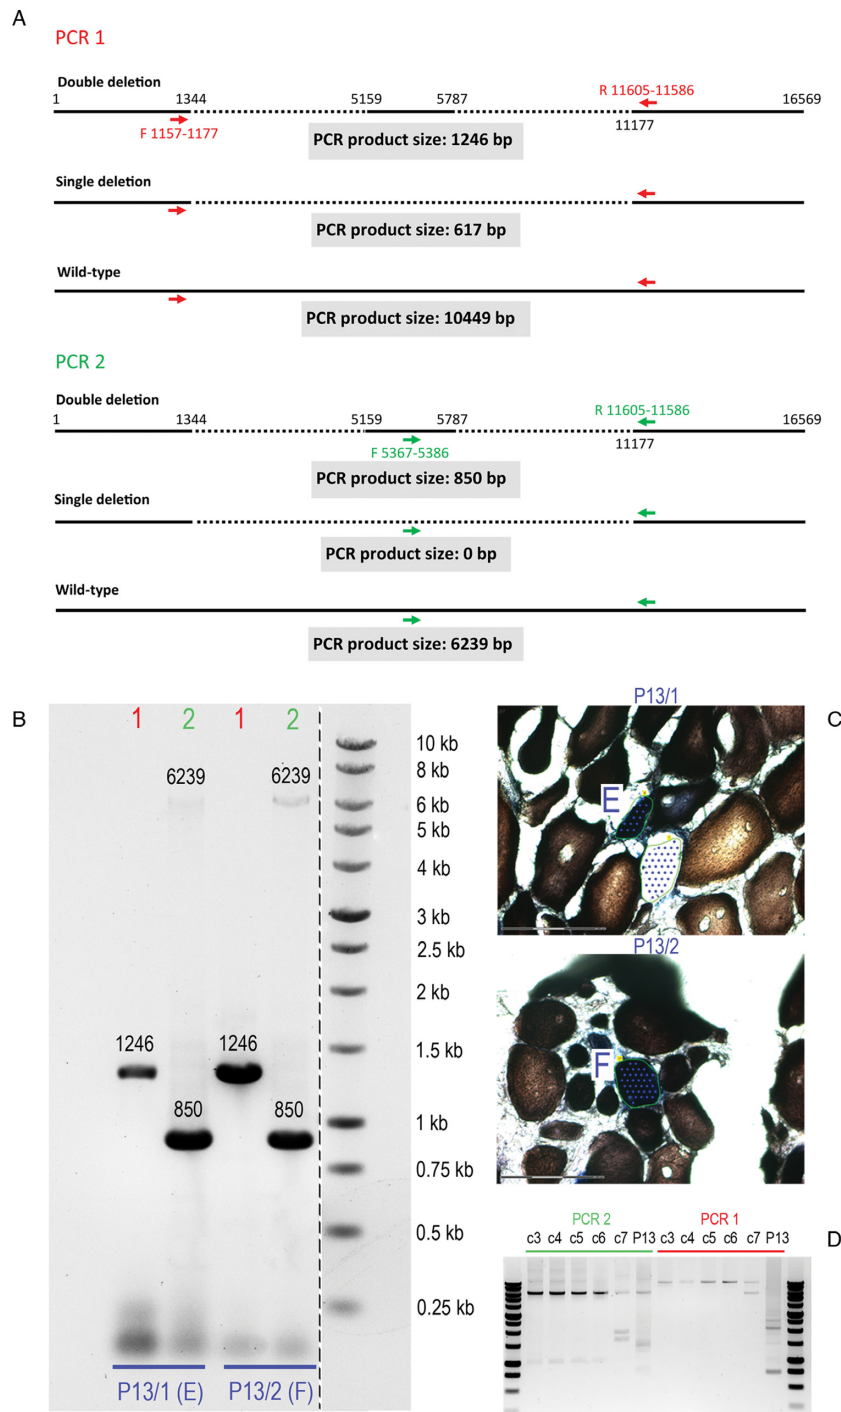 A
PCR 1
Double deletion
1 1344 5159 5787 R 11605-11586 16569
F 1157-1177 11177
PCR product size: 1246 bp
Single deletion
PCR product size: 617 bp
Wild-type
PCR product size: 10449 bp
PCR 2
Double deletion
1 1344 5159 5787 R 11605-11586 16569
F 5367-5386 11177
PCR product size: 850 bp
Single deletion
PCR product size: 0 bp
Wild-type
PCR product size: 6239 bp
B
1 2 1 2
6239 6239
1246 1246
850 850
10 kb
8 kb
6 kb
5 kb
4 kb
3 kb
2.5 kb
2 kb
1.5 kb
1 kb
0.75 kb
0.5 kb
0.25 kb
P13/1 (E) P13/2 (F)
P13/1
C
E
P13/2
F
PCR 2 PCR 1
c3 c4 c5 c6 c7 P13 c3 c4 c5 c6 c7 P13
D